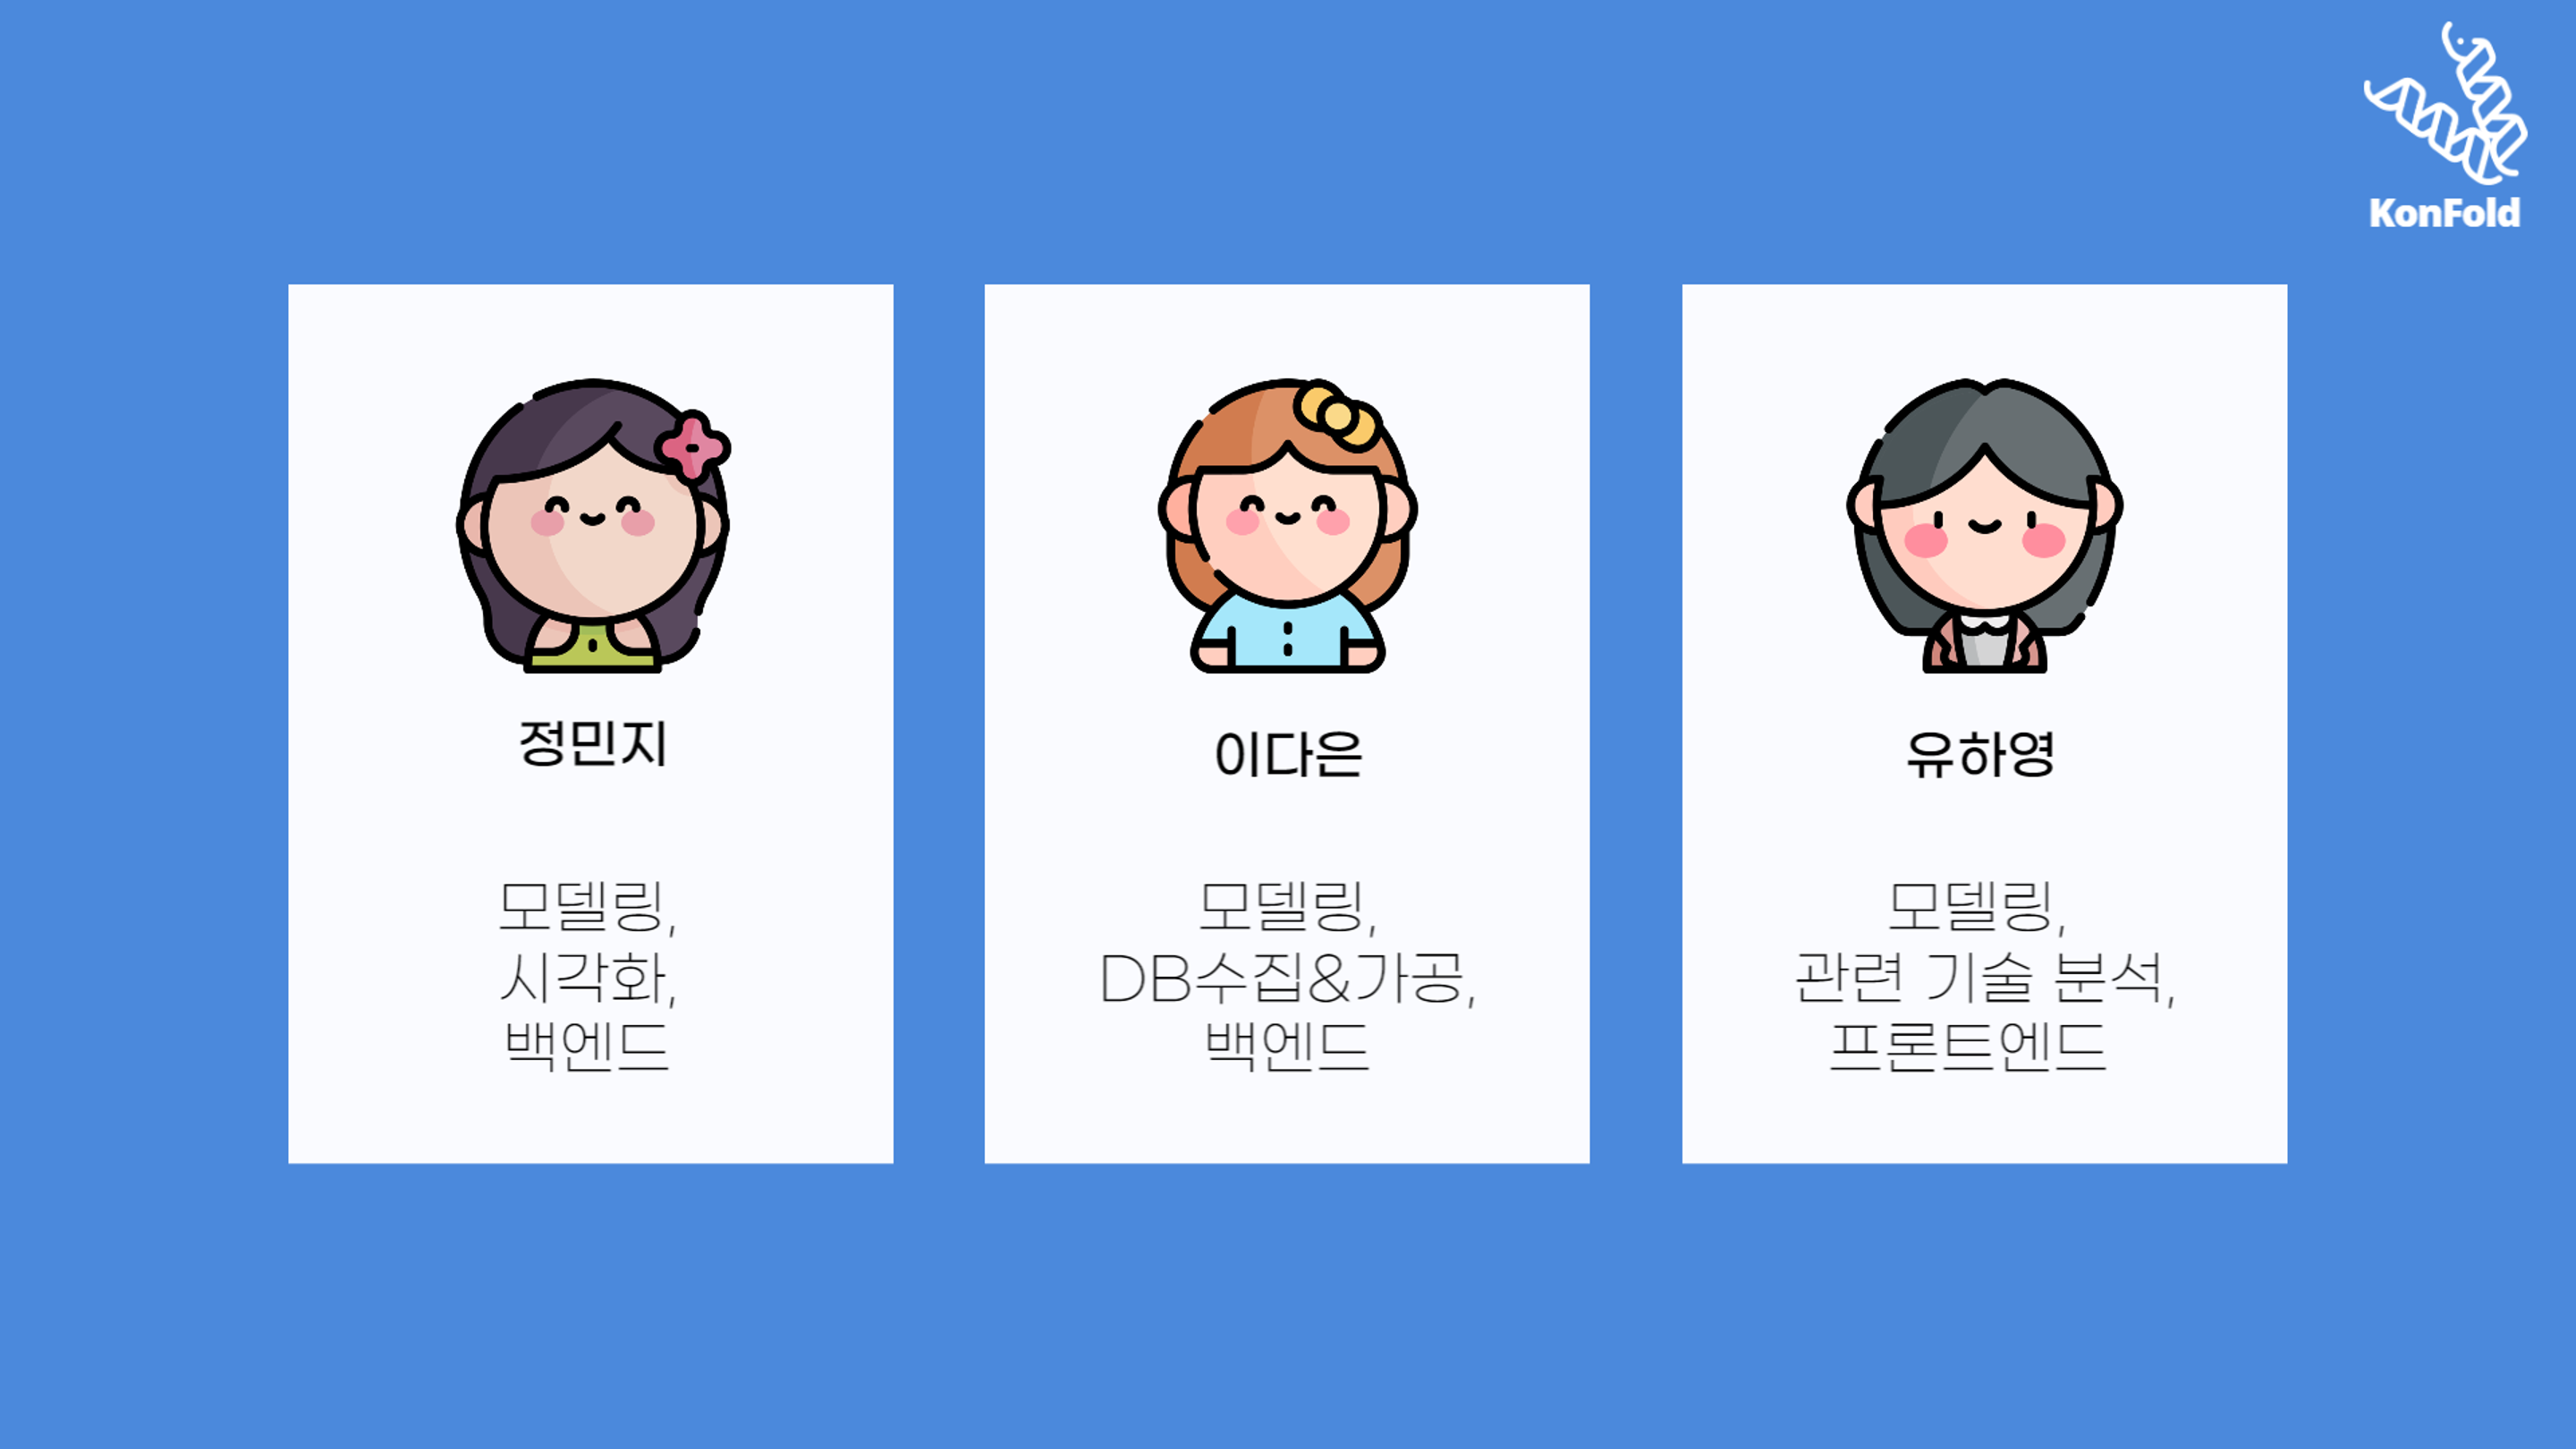 KonFold
정민지
모델링,
시각화,
백엔드
이다은
모델링,
DB수집&가공,
백엔드
유하영
모델링,
관련 기술 분석,
프론트엔드